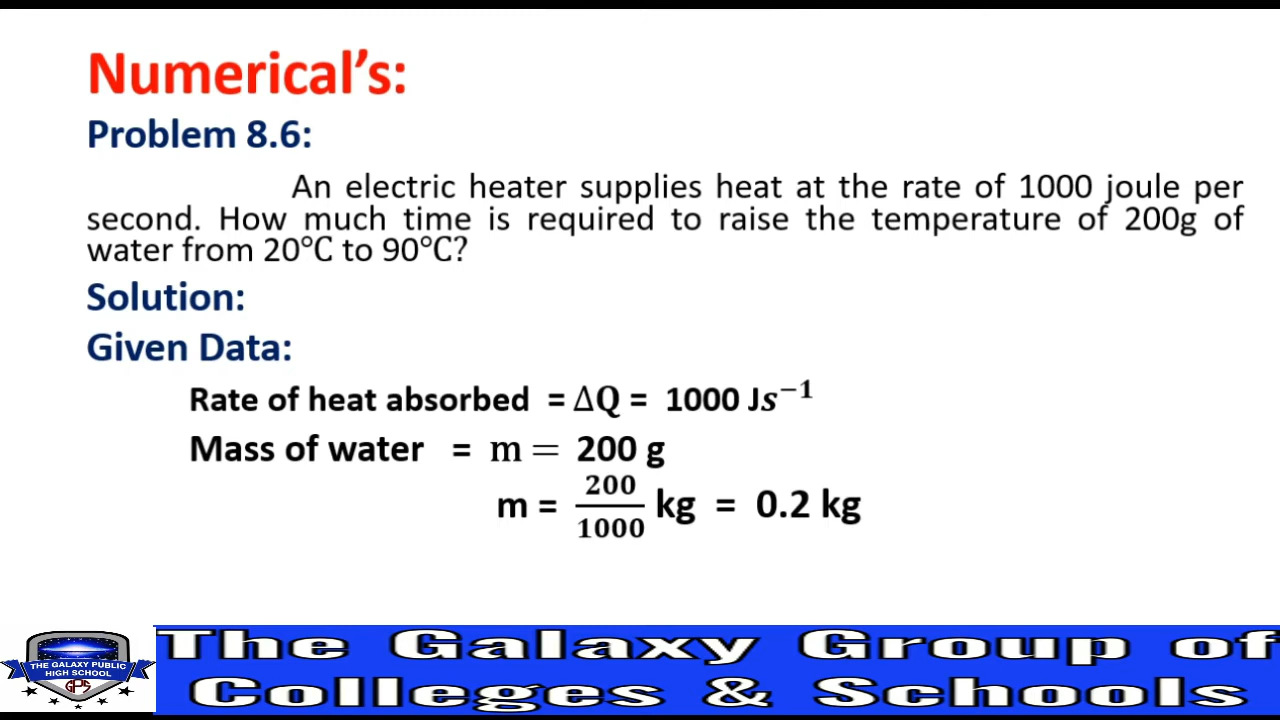 Numerical's:
Problem 8.6:
An electric heater supplies heat at the rate of 1000 joule per
second. How much time is required to raise the temperature of 200g of
water from 20°C to 90°C?
Solution:
Given Data:
Rate of heat absorbed = ΔQ = 1000 Js⁻¹
Mass of water = m = 200 g
m = 200/1000 kg = 0.2 kg
THE GALAXY PUBLIC
HIGH SCHOOL
GPS
The Galaxy Group of
Colleges & Schools